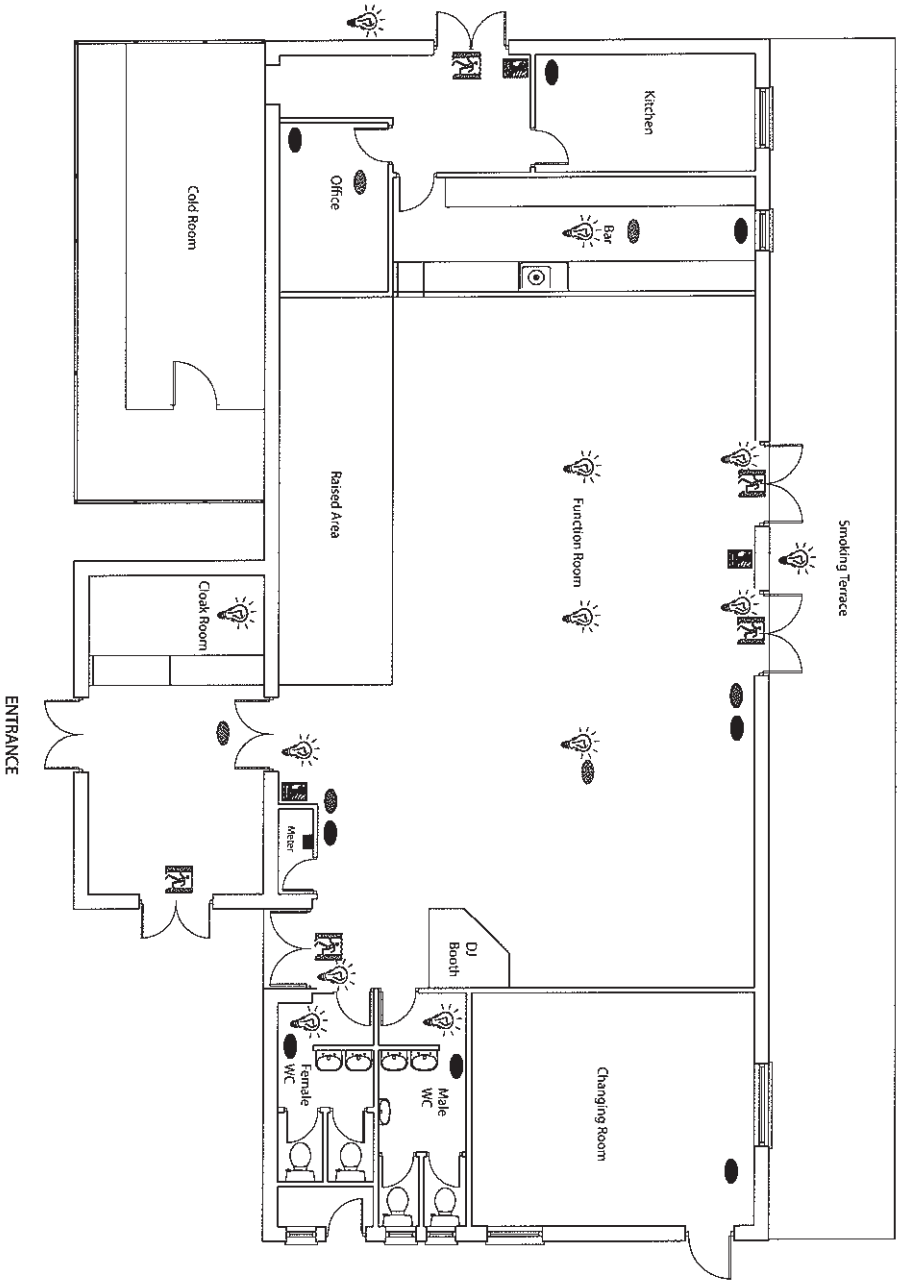 Kitchen
Office
Cold Room
Bar
Raised Area
Function Room
Smoking Terrace
Cloak Room
ENTRANCE
Meter
DJ
Booth
Female
WC
Male
WC
Changing Room